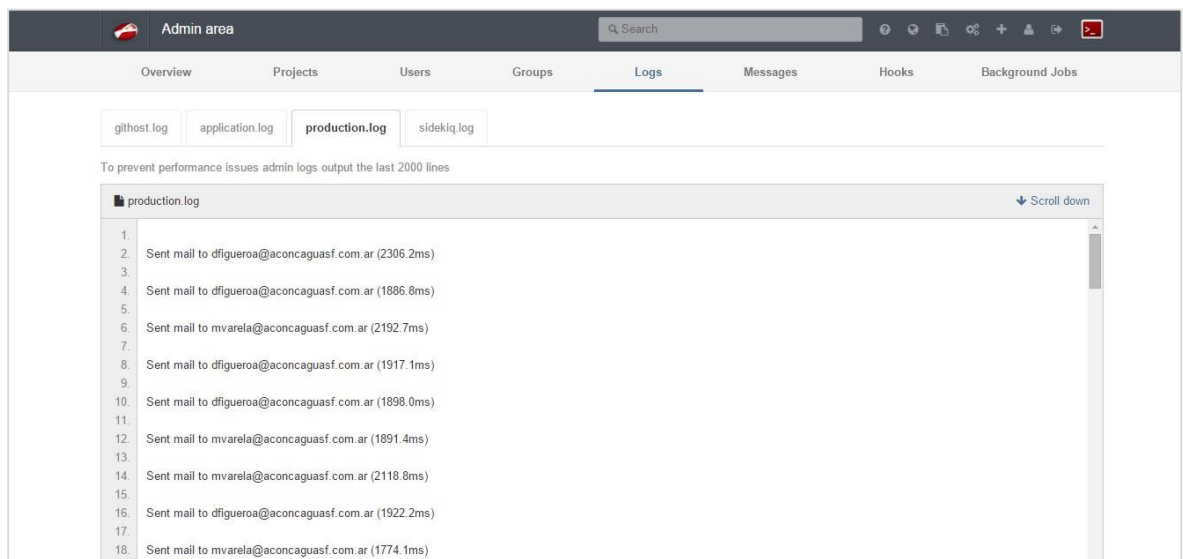 Admin area Search >_
Overview Projects Users Groups Logs Messages Hooks Background Jobs
githost.log application.log production.log sidekiq.log
To prevent performance issues admin logs output the last 2000 lines
production.log Scroll down
1.
2. Sent mail to dfigueroa@aconcaguasf.com.ar (2306.2ms)
3.
4. Sent mail to dfigueroa@aconcaguasf.com.ar (1886.8ms)
5.
6. Sent mail to mvarela@aconcaguasf.com.ar (2192.7ms)
7.
8. Sent mail to dfigueroa@aconcaguasf.com.ar (1917.1ms)
9.
10. Sent mail to dfigueroa@aconcaguasf.com.ar (1898.0ms)
11.
12. Sent mail to mvarela@aconcaguasf.com.ar (1891.4ms)
13.
14. Sent mail to mvarela@aconcaguasf.com.ar (2118.8ms)
15.
16. Sent mail to dfigueroa@aconcaguasf.com.ar (1922.2ms)
17.
18. Sent mail to mvarela@aconcaguasf.com.ar (1774.1ms)